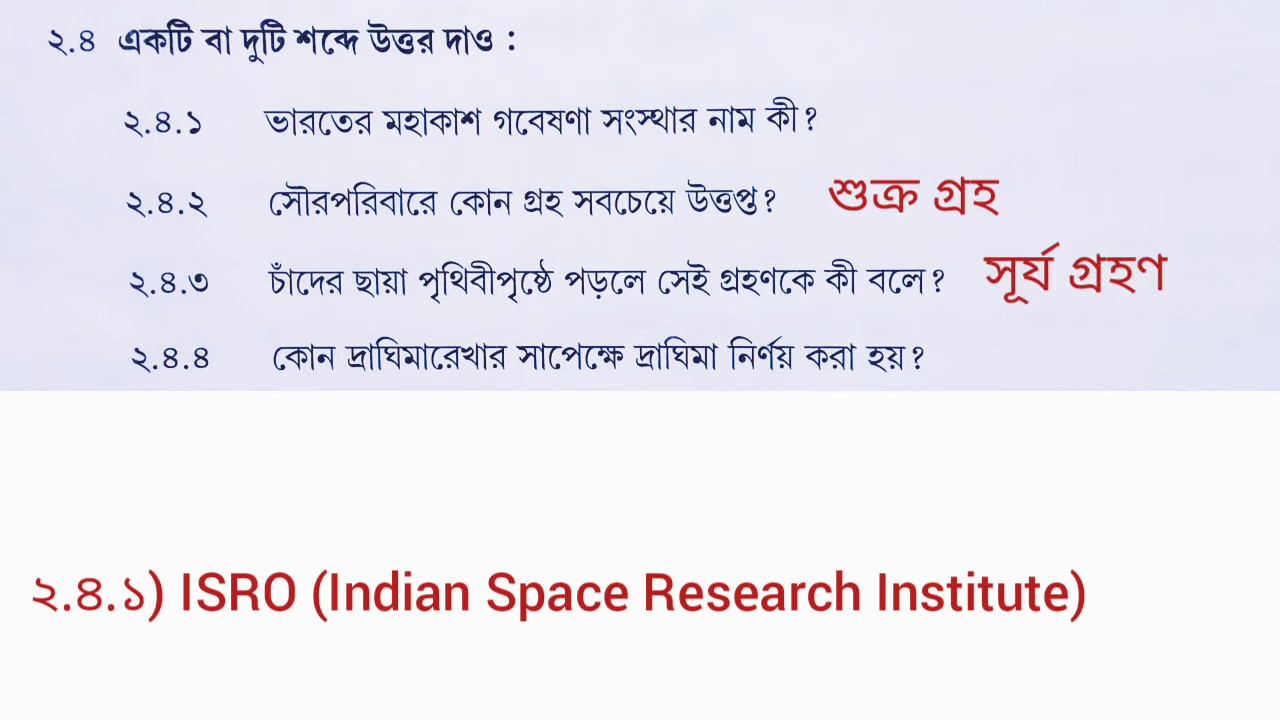 ২.৪ একটি বা দুটি শব্দে উত্তর দাও :
২.৪.১ ভারতের মহাকাশ গবেষণা সংস্থার নাম কী?
২.৪.২ সৌরপরিবারে কোন গ্রহ সবচেয়ে উত্তপ্ত? শুক্র গ্রহ
২.৪.৩ চাঁদের ছায়া পৃথিবীপৃষ্ঠে পড়লে সেই গ্রহণকে কী বলে? সূর্য গ্রহণ
২.৪.৪ কোন দ্রাঘিমারেখার সাপেক্ষে দ্রাঘিমা নির্ণয় করা হয়?
২.৪.১) ISRO (Indian Space Research Institute)